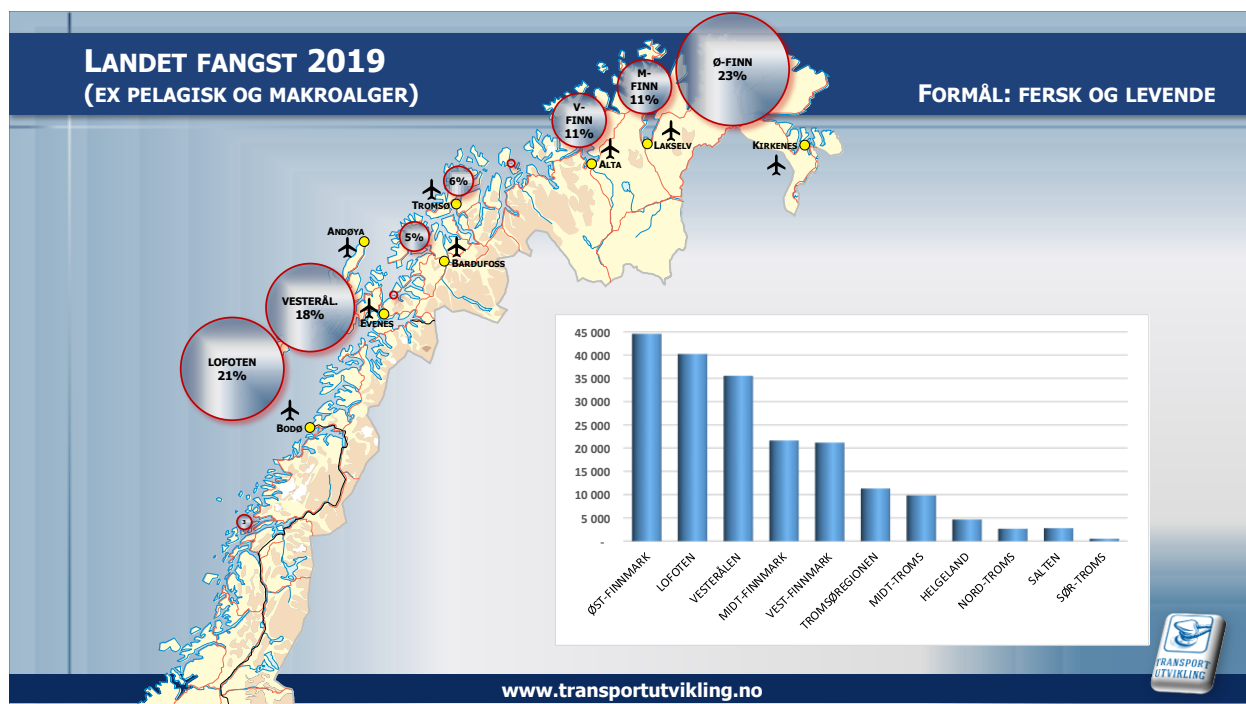 LANDET FANGST 2019
(EX PELAGISK OG MAKROALGER)
FORMÅL: FERSK OG LEVENDE
Ø-FINN
23%
M-
FINN
11%
V-
FINN
11%
LAKSELV
KIRKENES
ALTA
6%
TROMSØ
5%
ANDØYA
BARDUFOSS
VESTERÅL.
18%
EVENES
LOFOTEN
21%
BODØ
3
45 000
40 000
35 000
30 000
25 000
20 000
15 000
10 000
5 000
-
ØST-FINNMARK
LOFOTEN
VESTERÅLEN
MIDT-FINNMARK
VEST-FINNMARK
TROMSØREGIONEN
MIDT-TROMS
HELGELAND
NORD-TROMS
SALTEN
SØR-TROMS
TRANSPORT
UTVIKLING
www.transportutvikling.no